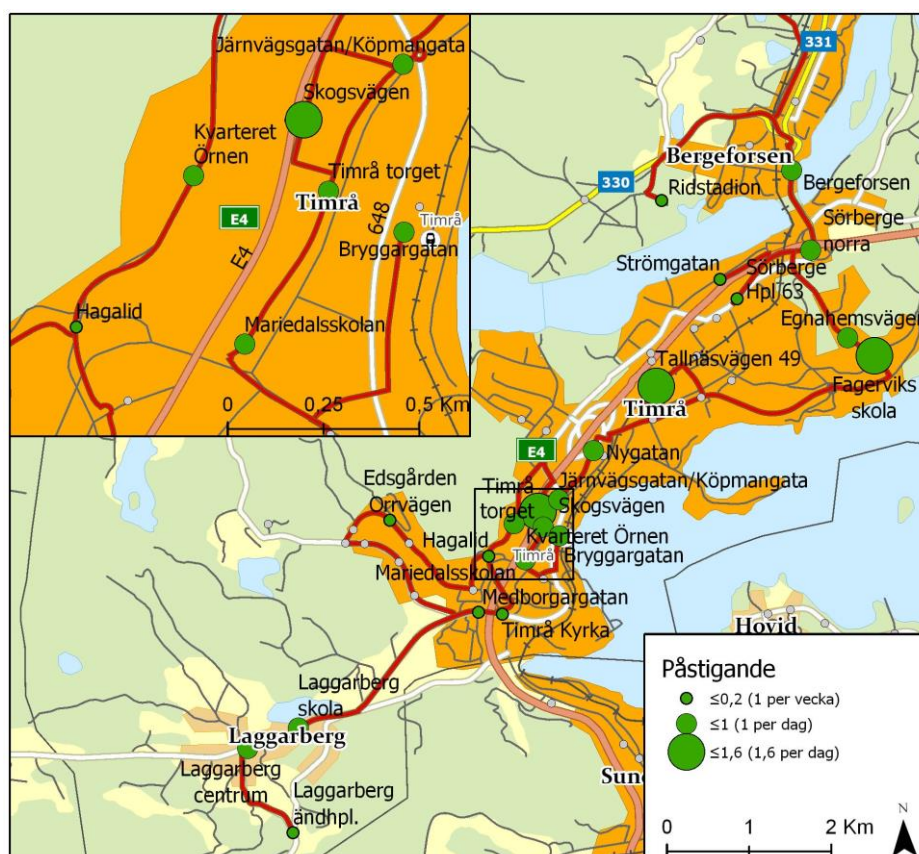 Järnvägsgatan/Köpmangata
Skogsvägen
Kvarteret
Örnen
Timrå torget
Timrå
E4
E4
648
Timrå
Bryggargatan
Hagalid
Mariedalsskolan
0
0,25
0,5 Km
331
330
Bergeforsen
Ridstadion
Bergeforsen
Sörberge
norra
Strömgatan
Sörberge
Hpl 63
Egnahemsvägen
Tallnäsvägen 49
Fagerviks
skola
Timrå
E4
Nygatan
Järnvägsgatan/Köpmangata
Edsgården
Orrvägen
Timrå
torget
Skogsvägen
Kvarteret Örnen
Hagalid
Timrå
Bryggargatan
Mariedalsskolan
Medborgargatan
Timrå Kyrka
Hovid
Laggarberg
skola
Laggarberg
Laggarberg
centrum
Laggarberg
ändhpl.
Sund
Påstigande
≤0,2 (1 per vecka)
≤1 (1 per dag)
≤1,6 (1,6 per dag)
0
1
2 Km
N